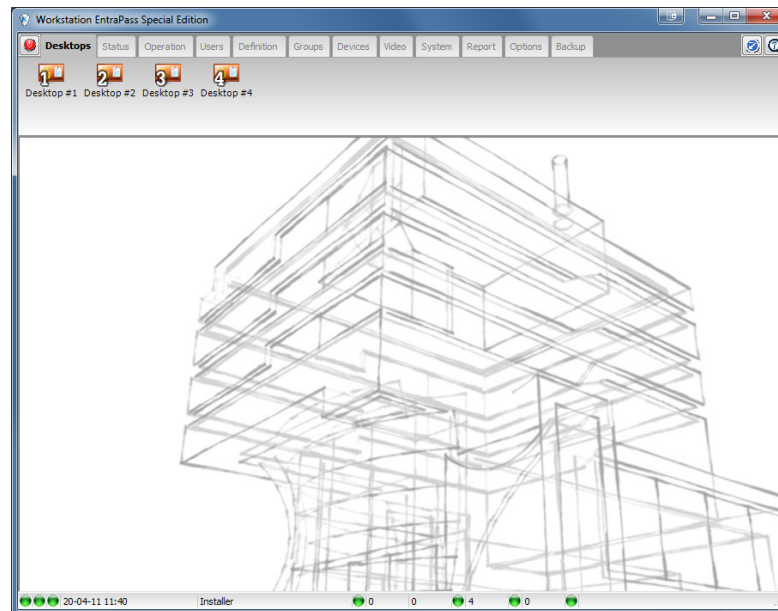 Workstation EntraPass Special Edition
Desktops Status Operation Users Definition Groups Devices Video System Report Options Backup
1 2 3 4
Desktop #1 Desktop #2 Desktop #3 Desktop #4
20-04-11 11:40 Installer 0 0 4 0